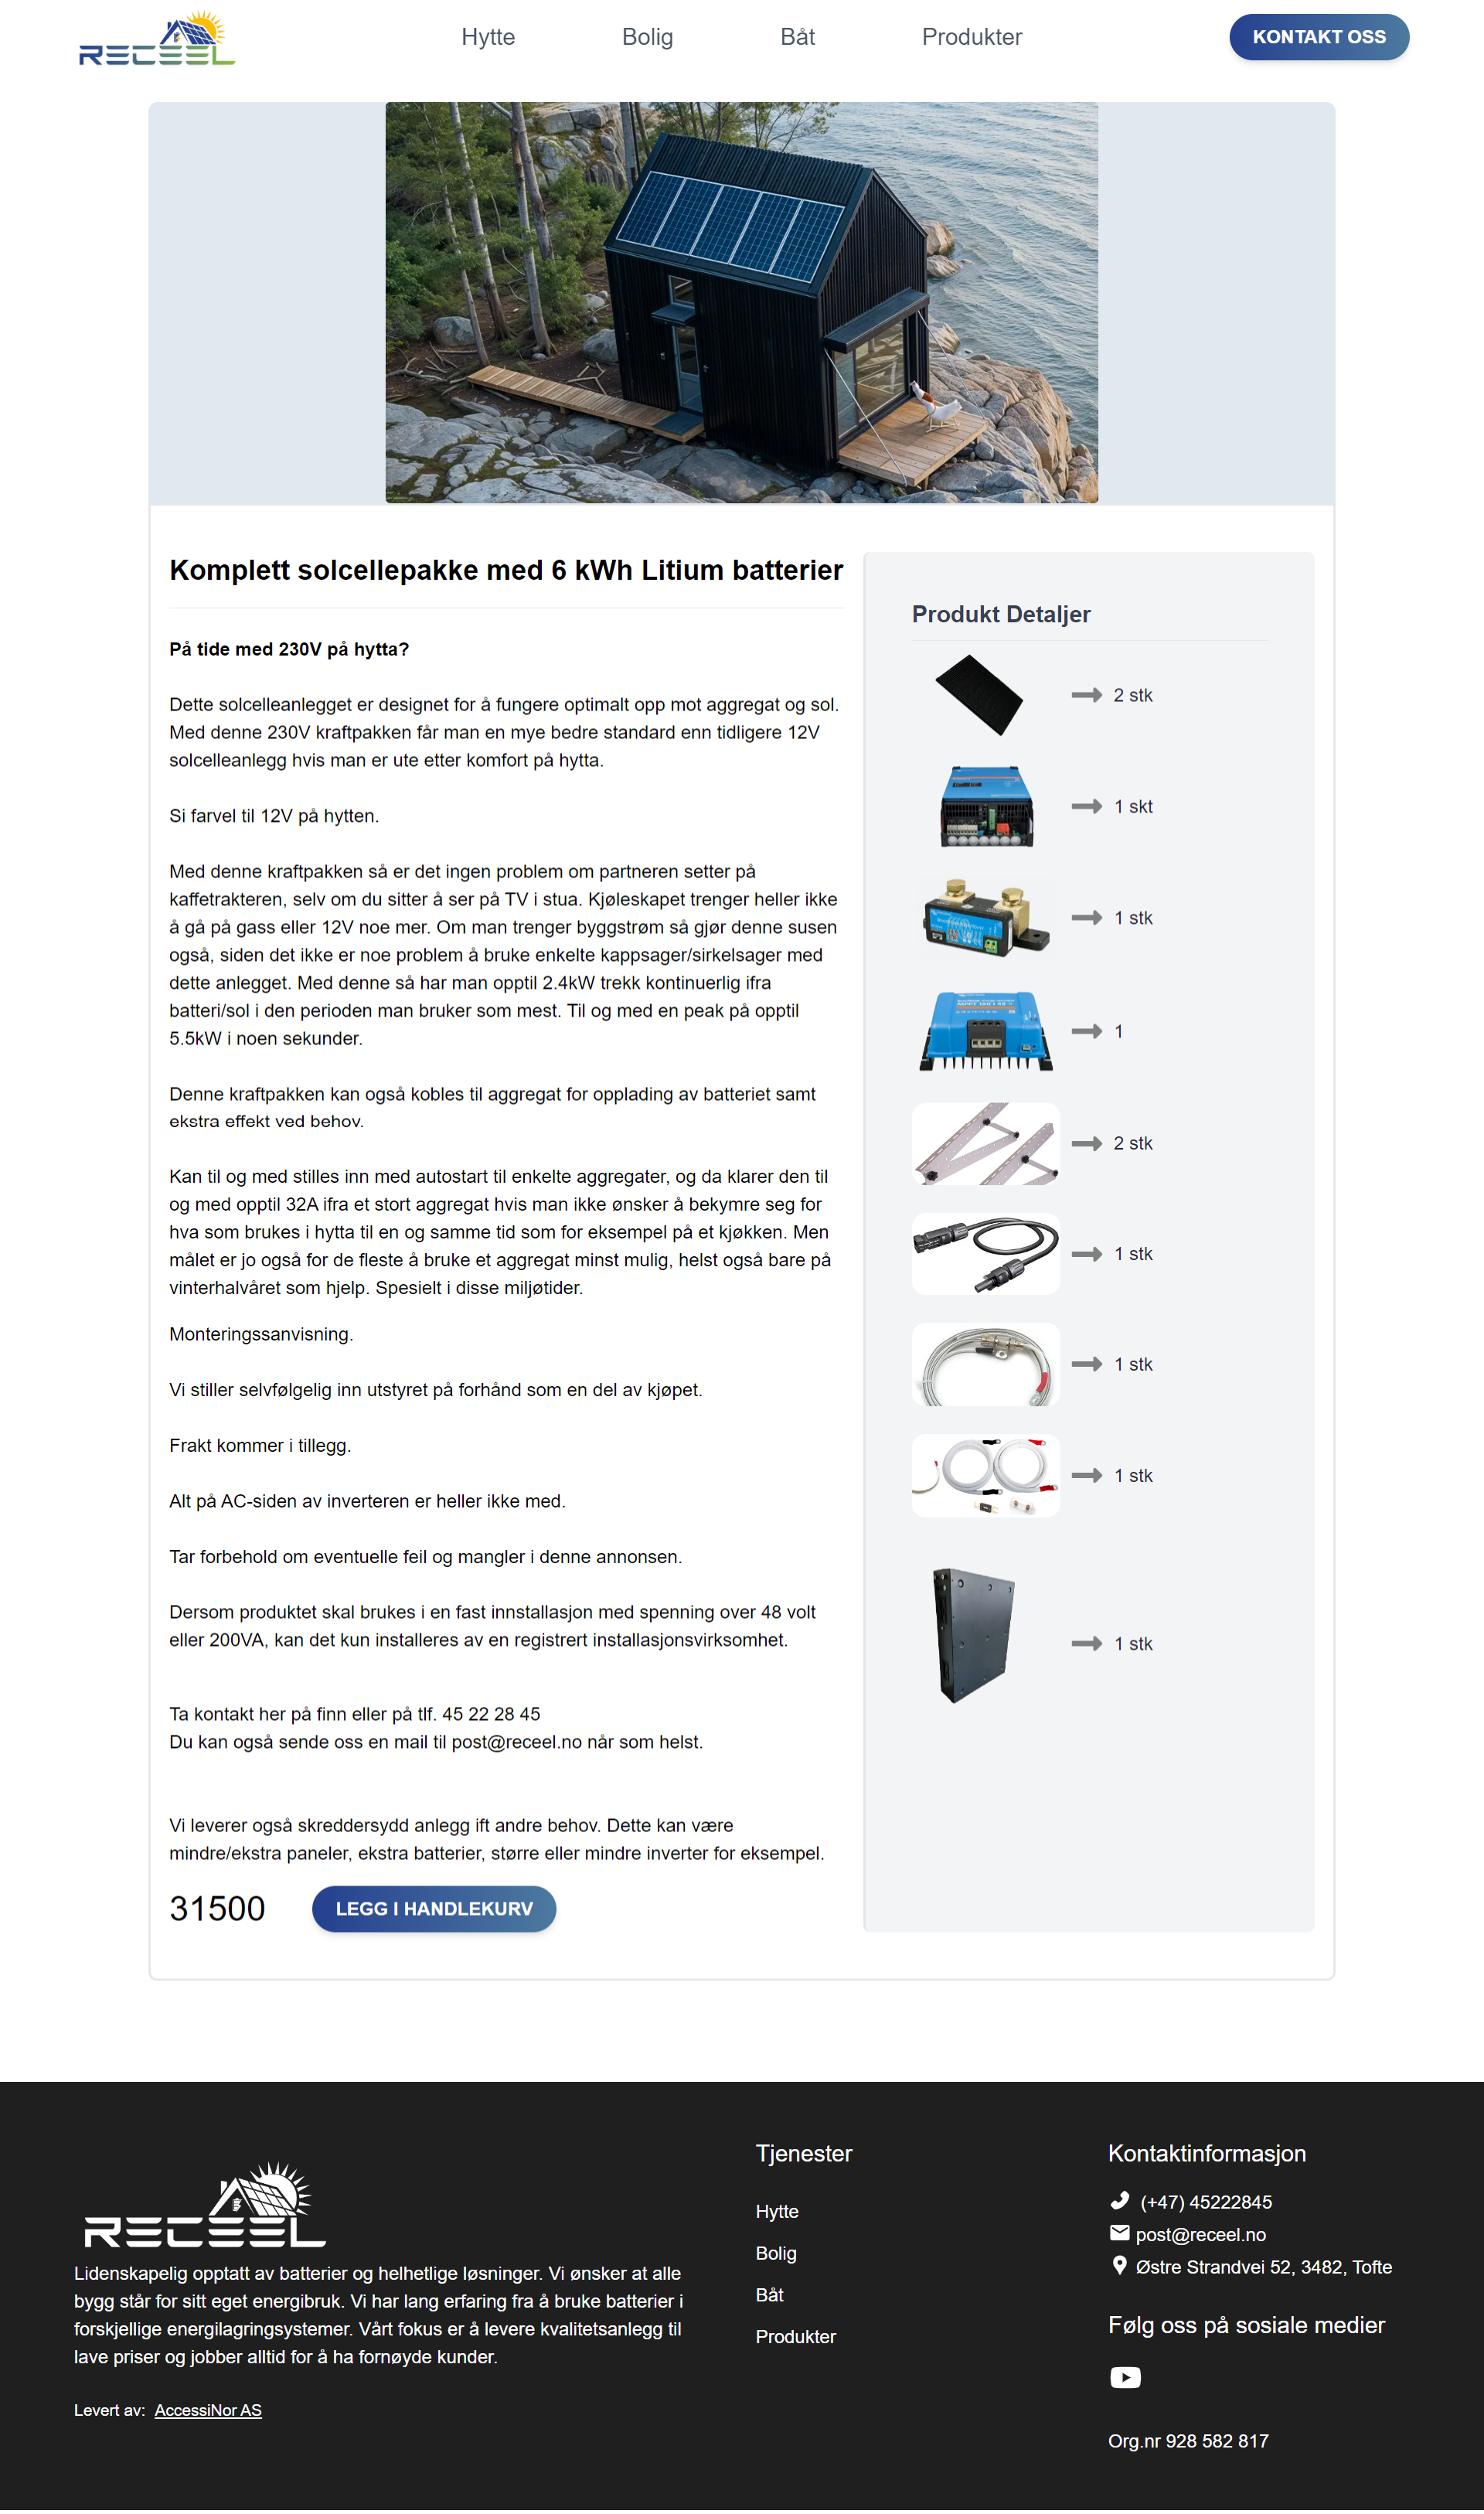 RECEEL
Hytte
Bolig
Båt
Produkter
KONTAKT OSS
Komplett solcellepakke med 6 kWh Litium batterier
På tide med 230V på hytta?
Dette solcelleanlegget er designet for å fungere optimalt opp mot aggregat og sol.
Med denne 230V kraftpakken får man en mye bedre standard enn tidligere 12V
solcelleanlegg hvis man er ute etter komfort på hytta.
Si farvel til 12V på hytten.
Med denne kraftpakken så er det ingen problem om partneren setter på
kaffetrakteren, selv om du sitter å ser på TV i stua. Kjøleskapet trenger heller ikke
å gå på gass eller 12V noe mer. Om man trenger byggstrøm så gjør denne susen
også, siden det ikke er noe problem å bruke enkelte kappsager/sirkelsager med
dette anlegget. Med denne så har man opptil 2.4kW trekk kontinuerlig ifra
batteri/sol i den perioden man bruker som mest. Til og med en peak på opptil
5.5kW i noen sekunder.
Denne kraftpakken kan også kobles til aggregat for opplading av batteriet samt
ekstra effekt ved behov.
Kan til og med stilles inn med autostart til enkelte aggregater, og da klarer den til
og med opptil 32A ifra et stort aggregat hvis man ikke ønsker å bekymre seg for
hva som brukes i hytta til en og samme tid som for eksempel på et kjøkken. Men
målet er jo også for de fleste å bruke et aggregat minst mulig, helst også bare på
vinterhalvåret som hjelp. Spesielt i disse miljøtider.
Monteringssanvisning.
Vi stiller selvfølgelig inn utstyret på forhånd som en del av kjøpet.
Frakt kommer i tillegg.
Alt på AC-siden av inverteren er heller ikke med.
Tar forbehold om eventuelle feil og mangler i denne annonsen.
Dersom produktet skal brukes i en fast innstallasjon med spenning over 48 volt
eller 200VA, kan det kun installeres av en registrert installasjonsvirksomhet.
Ta kontakt her på finn eller på tlf. 45 22 28 45
Du kan også sende oss en mail til post@receel.no når som helst.
Vi leverer også skreddersydd anlegg ift andre behov. Dette kan være
mindre/ekstra paneler, ekstra batterier, større eller mindre inverter for eksempel.
31500
LEGG I HANDLEKURV
Produkt Detaljer
2 stk
1 skt
1 stk
1
2 stk
1 stk
1 stk
1 stk
1 stk
RECEEL
Lidenskapelig opptatt av batterier og helhetlige løsninger. Vi ønsker at alle
bygg står for sitt eget energibruk. Vi har lang erfaring fra å bruke batterier i
forskjellige energilagringsystemer. Vårt fokus er å levere kvalitetsanlegg til
lave priser og jobber alltid for å ha fornøyde kunder.
Levert av: AccessiNor AS
Tjenester
Hytte
Bolig
Båt
Produkter
Kontaktinformasjon
(+47) 45222845
post@receel.no
Østre Strandvei 52, 3482, Tofte
Følg oss på sosiale medier
Org.nr 928 582 817